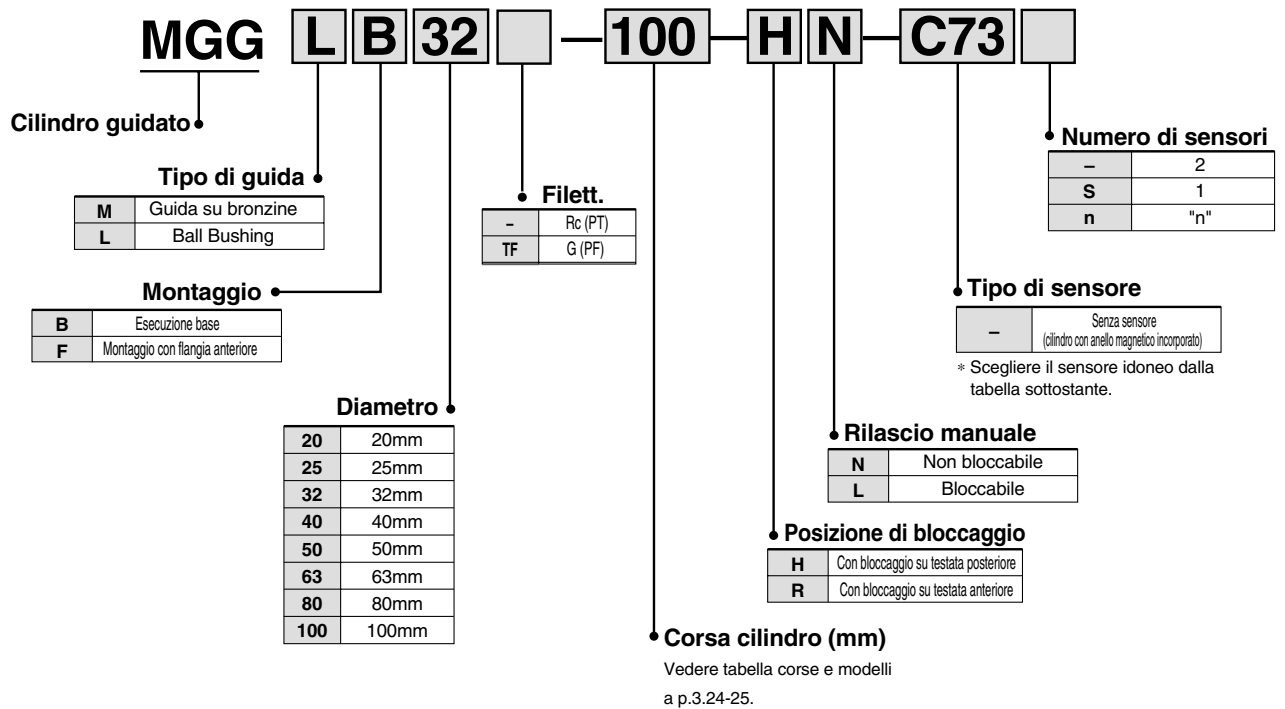 MGG L B 32 — 100 — H N — C73
Cilindro guidato
Numero di sensori
– 2
S 1
n "n"
Tipo di guida
M Guida su bronzine
L Ball Bushing
Filett.
– Rc (PT)
TF G (PF)
Montaggio
B Esecuzione base
F Montaggio con flangia anteriore
Tipo di sensore
– Senza sensore
(cilindro con anello magnetico incorporato)
∗ Scegliere il sensore idoneo dalla
tabella sottostante.
Diametro
20 20mm
25 25mm
32 32mm
40 40mm
50 50mm
63 63mm
80 80mm
100 100mm
Rilascio manuale
N Non bloccabile
L Bloccabile
Posizione di bloccaggio
H Con bloccaggio su testata posteriore
R Con bloccaggio su testata anteriore
Corsa cilindro (mm)
Vedere tabella corse e modelli
a p.3.24-25.